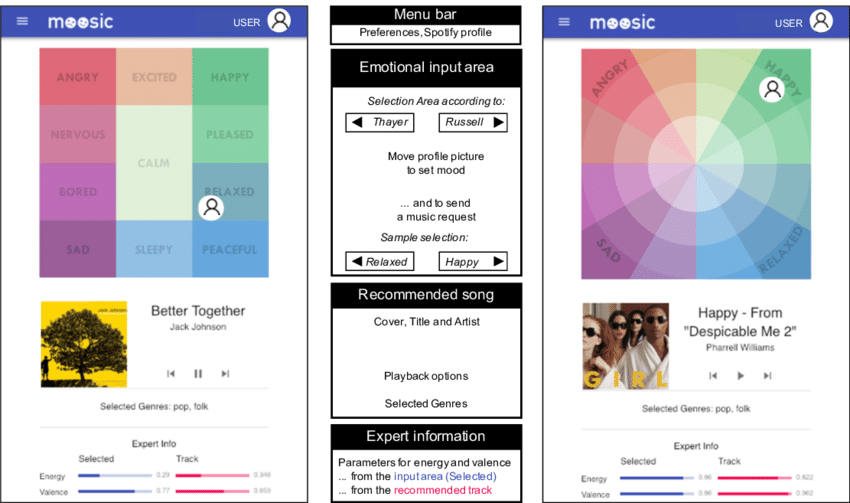 moosic
USER
ANGRY
EXCITED
HAPPY
NERVOUS
CALM
PLEASED
BORED
RELAXED
SAD
SLEEPY
PEACEFUL
Better Together
Jack Johnson
Selected Genres: pop, folk
Expert Info
Selected Track
Energy 0.29 0.346
Valence 0.77 0.659
Menu bar
Preferences, Spotify profile
Emotional input area
Selection Area according to:
◀ Thayer
Russell ▶
Move profile picture
to set mood
... and to send
a music request
Sample selection:
◀ Relaxed
Happy ▶
Recommended song
Cover, Title and Artist
Playback options
Selected Genres
Expert information
Parameters for energy and valence
... from the input area (Selected)
... from the recommended track
moosic
USER
ANGRY
HAPPY
SAD
RELAXED
GIRL
Happy - From
"Despicable Me 2"
Pharrell Williams
Selected Genres: pop, folk
Expert Info
Selected Track
Energy 0.96 0.822
Valence 0.96 0.962